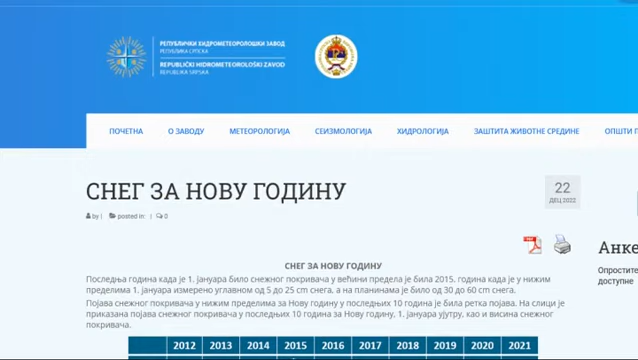 РЕПУБЛИЧКИ ХИДРОМЕТЕОРОЛОШКИ ЗАВОД
РЕПУБЛИКА СРПСКА
REPUBLIČKI HIDROMETEOROLOŠKI ZAVOD
REPUBLIKA SRPSKA
ПОЧЕТНА О ЗАВОДУ МЕТЕОРОЛОГИЈА СЕИЗМОЛОГИЈА ХИДРОЛОГИЈА ЗАШТИТА ЖИВОТНЕ СРЕДИНЕ ОПШТИ
СНЕГ ЗА НОВУ ГОДИНУ
22
ДЕЦ 2022
by | posted in: | 0
PDF
Анке
Опростите
доступне
СНЕГ ЗА НОВУ ГОДИНУ
Последња година када је 1. јануара било снежног покривача у већини предела је била 2015. година када је у нижим
пределима 1. јануара измерено углавном од 5 до 25 cm снега, а на планинама је било од 30 до 60 cm снега.
Појава снежног покривача у нижим пределима за Нову годину у последњих 10 година је била ретка појава. На слици је
приказана појава снежног покривача у последњих 10 година за Нову годину, 1. јануара ујутру, као и висина снежног
покривача.
2012 2013 2014 2015 2016 2017 2018 2019 2020 2021